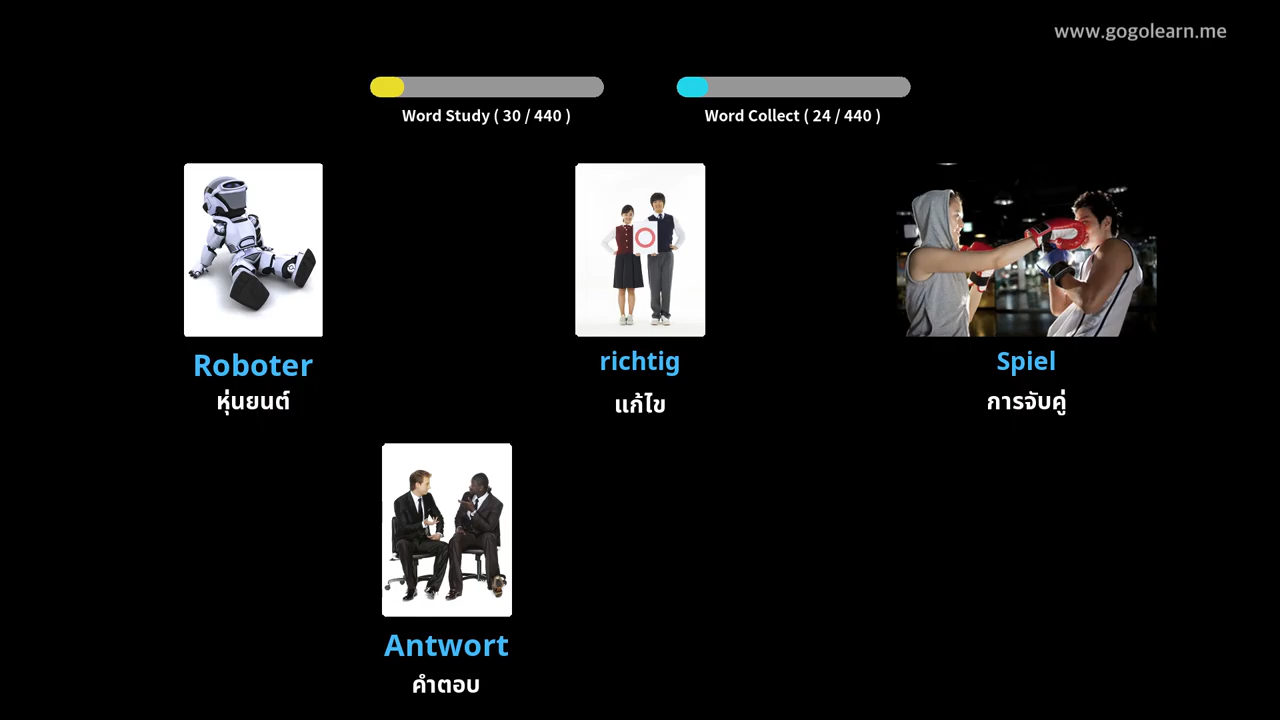 www.gogolearn.me
Word Study ( 30 / 440 )
Word Collect ( 24 / 440 )
Roboter
หุ่นยนต์
richtig
แก้ไข
Spiel
การจับคู่
Antwort
คำตอบ